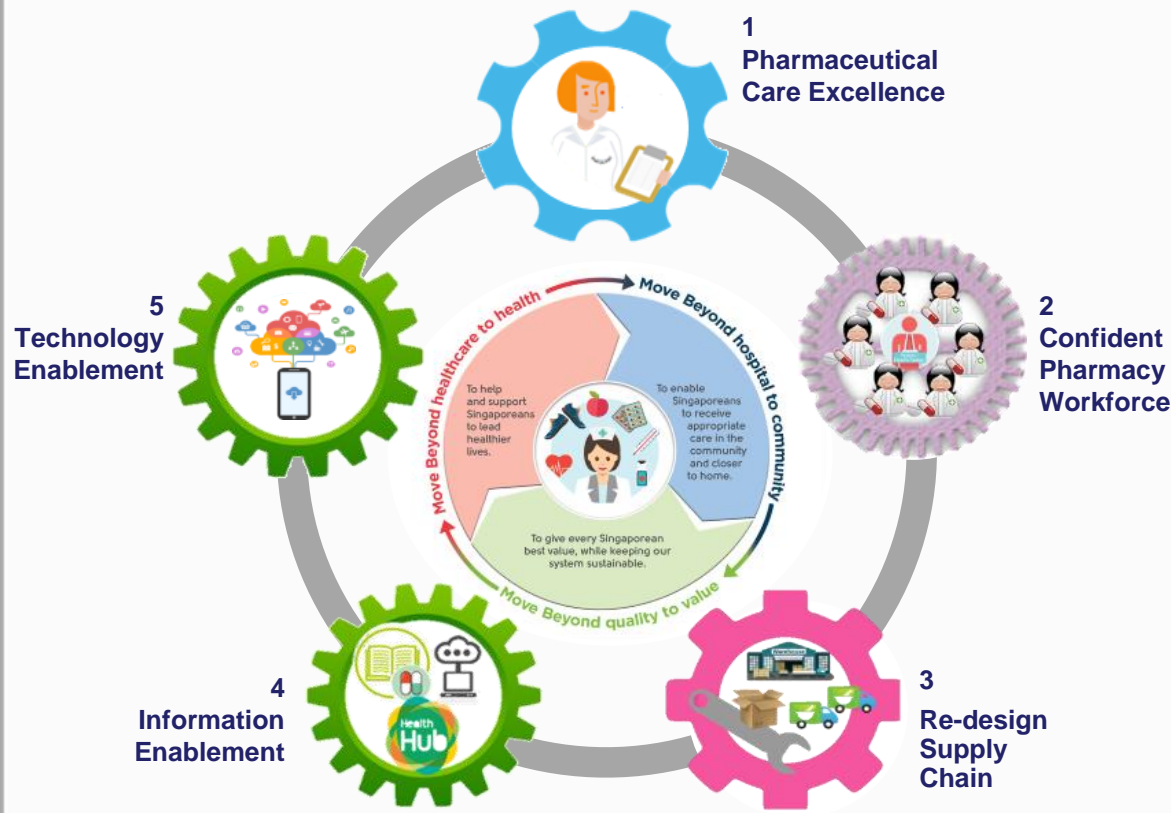 1
Pharmaceutical
Care Excellence
2
Confident
Pharmacy
Workforce
3
Re-design
Supply
Chain
4
Information
Enablement
5
Technology
Enablement
Move Beyond healthcare to health
Move Beyond hospital to community
Move Beyond quality to value
To help
and support
Singaporeans
to lead
healthier
lives.
To enable
Singaporeans
to receive
appropriate
care in the
community
and closer
to home.
To give every Singaporean
best value, while keeping our
system sustainable.
Warehouse
Health
Hub